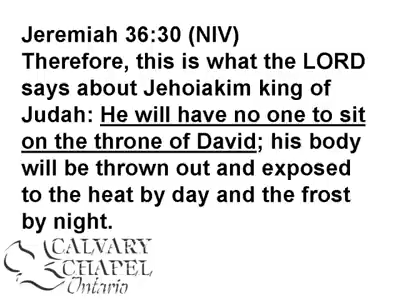 Jeremiah 36:30 (NIV)
Therefore, this is what the LORD
says about Jehoiakim king of
Judah: He will have no one to sit
on the throne of David; his body
will be thrown out and exposed
to the heat by day and the frost
by night.
CALVARY
CHAPEL
Ontario